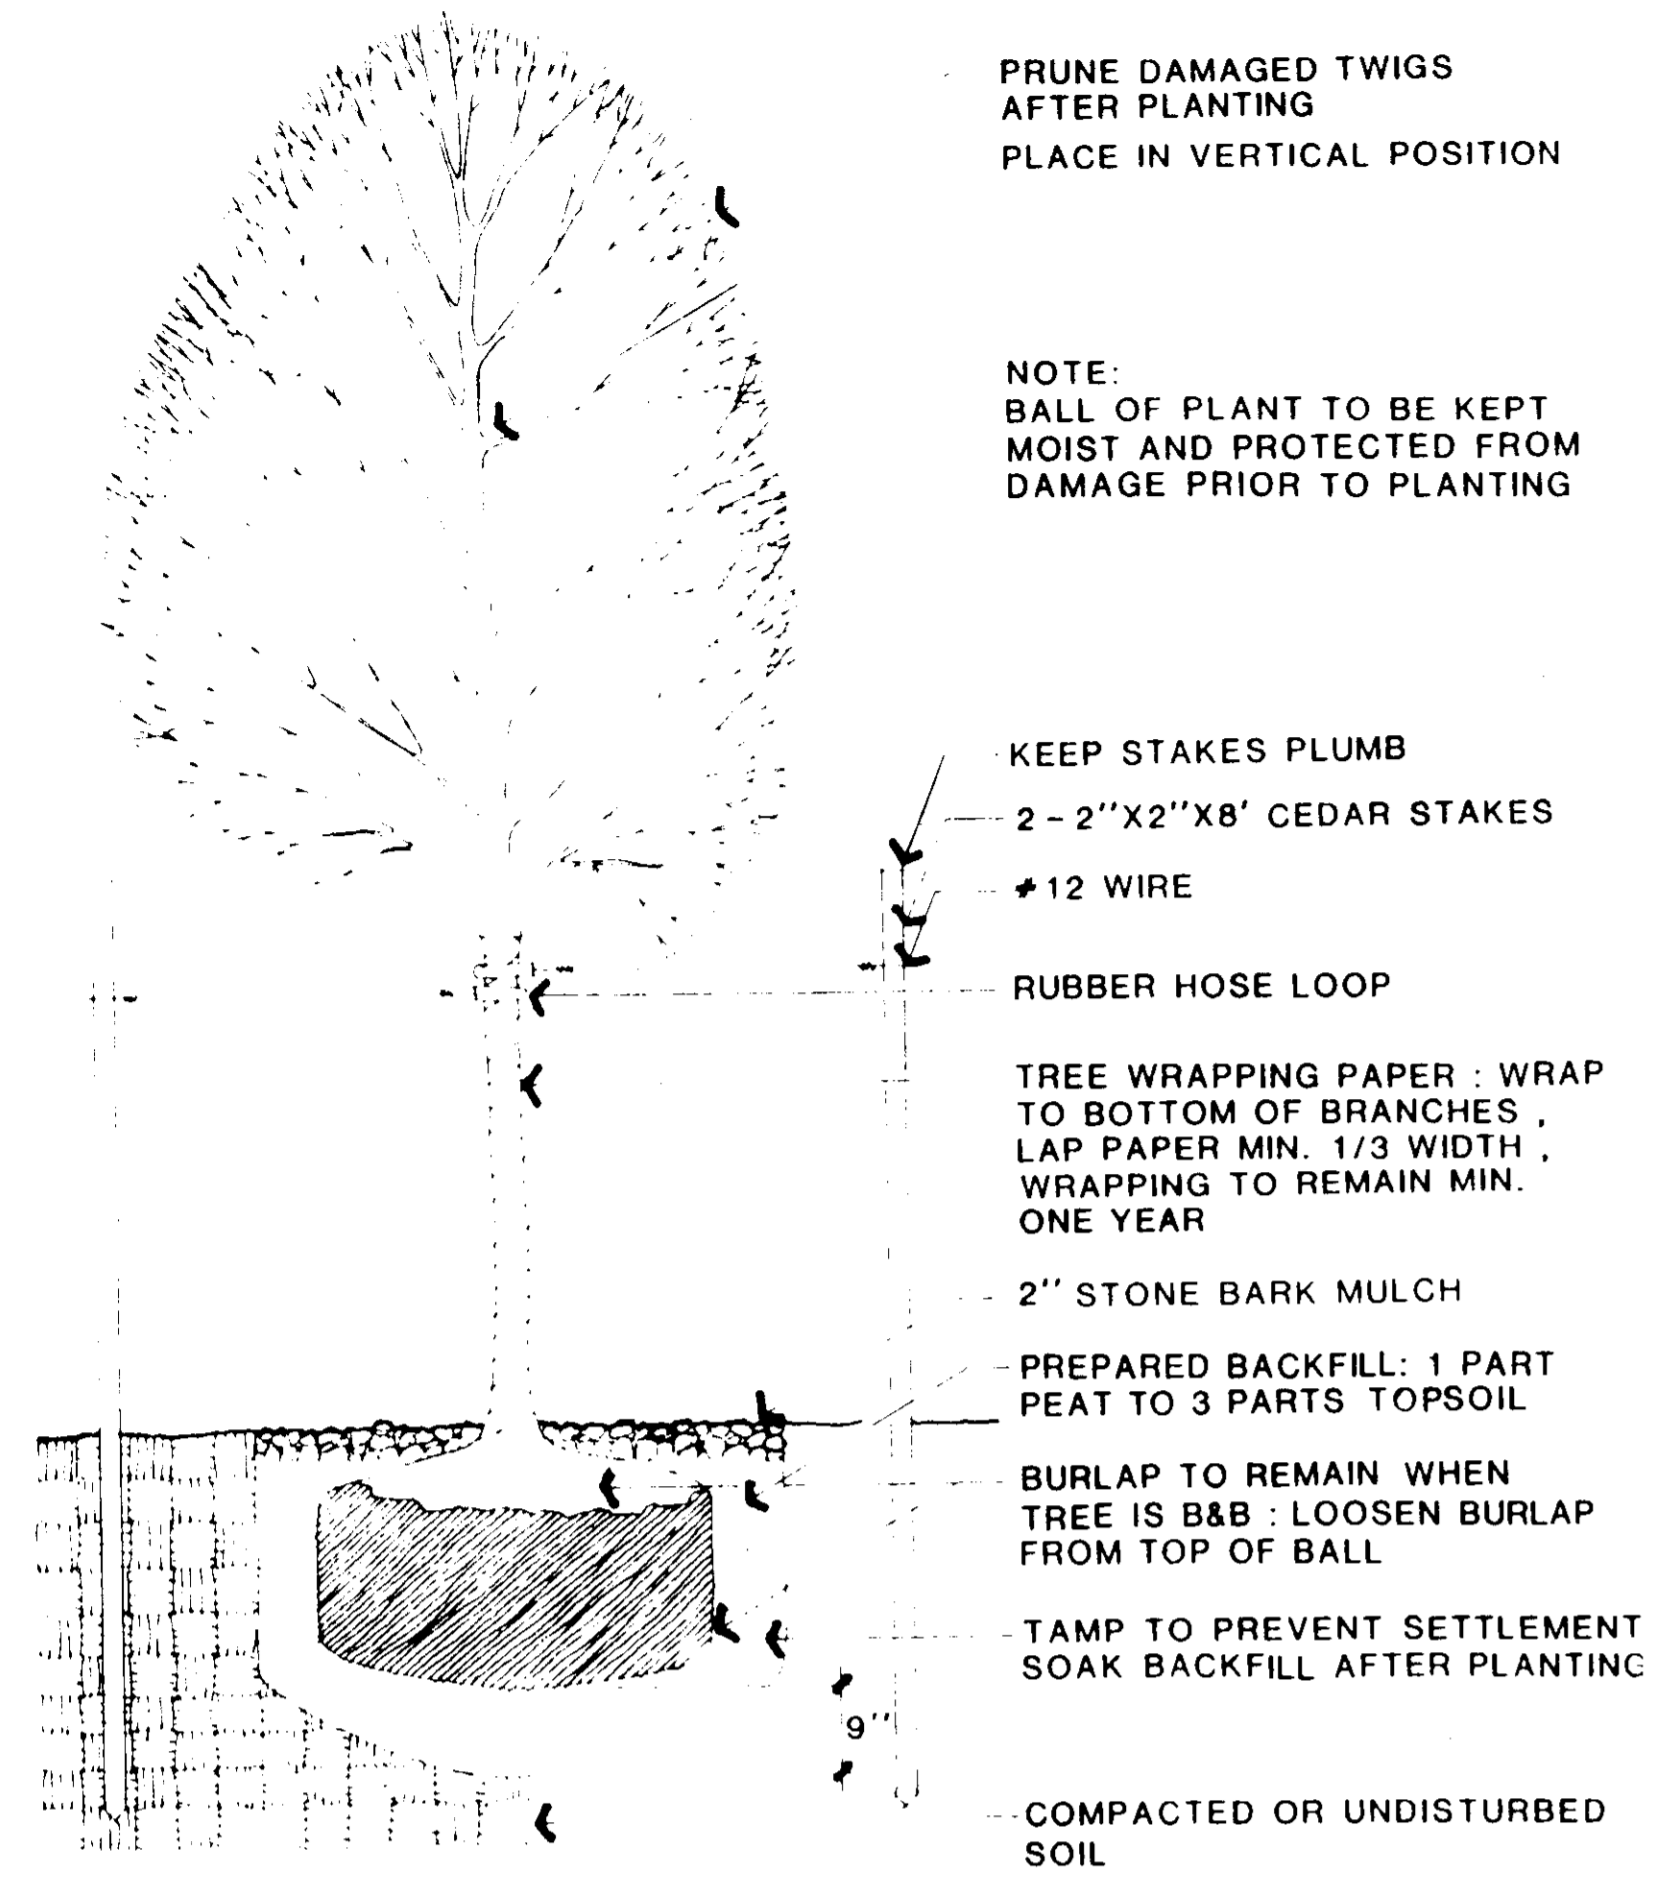 PRUNE DAMAGED TWIGS
AFTER PLANTING
PLACE IN VERTICAL POSITION
NOTE:
BALL OF PLANT TO BE KEPT
MOIST AND PROTECTED FROM
DAMAGE PRIOR TO PLANTING
KEEP STAKES PLUMB
2 - 2"X2"X8' CEDAR STAKES
#12 WIRE
RUBBER HOSE LOOP
TREE WRAPPING PAPER : WRAP
TO BOTTOM OF BRANCHES ,
LAP PAPER MIN. 1/3 WIDTH ,
WRAPPING TO REMAIN MIN.
ONE YEAR
2" STONE BARK MULCH
PREPARED BACKFILL: 1 PART
PEAT TO 3 PARTS TOPSOIL
BURLAP TO REMAIN WHEN
TREE IS B&B : LOOSEN BURLAP
FROM TOP OF BALL
TAMP TO PREVENT SETTLEMENT
SOAK BACKFILL AFTER PLANTING
9"
COMPACTED OR UNDISTURBED
SOIL